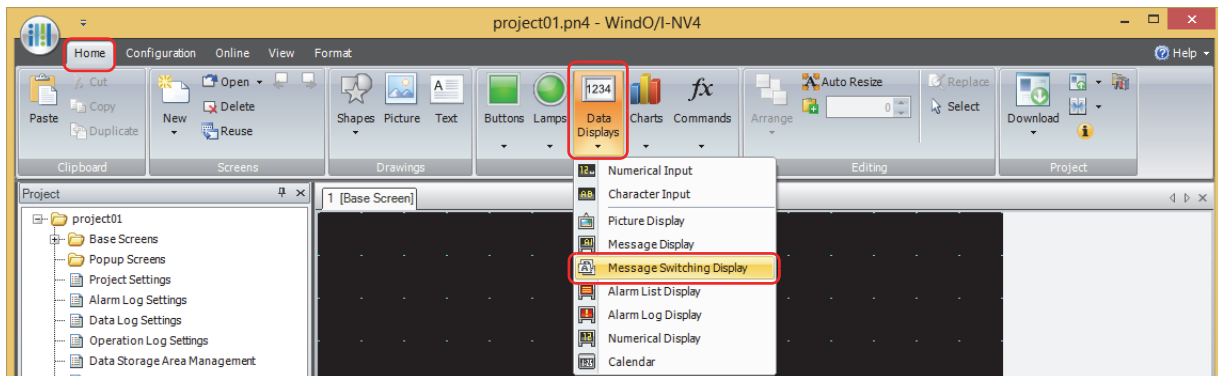 project01.pn4 - WindO/I-NV4
Home Configuration Online View Format Help
Paste Cut Copy Duplicate
New Open Delete Reuse
Shapes Picture Text
Buttons Lamps 1234 Data Displays Charts fx Commands
Arrange Auto Resize 0 Replace Select
Download
Clipboard Screens Drawings Editing Project
Project
project01
Base Screens
Popup Screens
Project Settings
Alarm Log Settings
Data Log Settings
Operation Log Settings
Data Storage Area Management
1 [Base Screen]
Numerical Input
Character Input
Picture Display
Message Display
Message Switching Display
Alarm List Display
Alarm Log Display
Numerical Display
Calendar